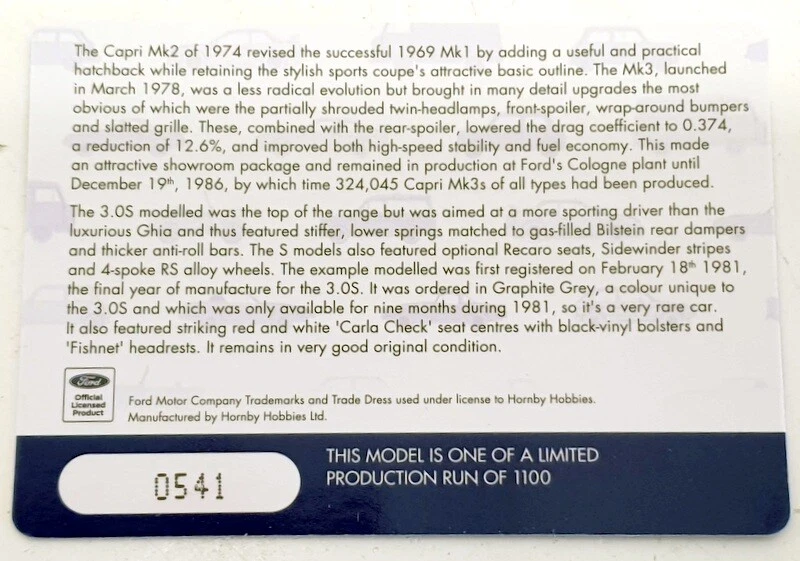 The Capri Mk2 of 1974 revised the successful 1969 Mk1 by adding a useful and practical
hatchback while retaining the stylish sports coupe's attractive basic outline. The Mk3, launched
in March 1978, was a less radical evolution but brought in many detail upgrades the most
obvious of which were the partially shrouded twin-headlamps, front-spoiler, wrap-around bumpers
and slatted grille. These, combined with the rear-spoiler, lowered the drag coefficient to 0.374,
a reduction of 12.6%, and improved both high-speed stability and fuel economy. This made
an attractive showroom package and remained in production at Ford's Cologne plant until
December 19th, 1986, by which time 324,045 Capri Mk3s of all types had been produced.
The 3.0S modelled was the top of the range but was aimed at a more sporting driver than the
luxurious Ghia and thus featured stiffer, lower springs matched to gas-filled Bilstein rear dampers
and thicker anti-roll bars. The S models also featured optional Recaro seats, Sidewinder stripes
and 4-spoke RS alloy wheels. The example modelled was first registered on February 18th 1981,
the final year of manufacture for the 3.0S. It was ordered in Graphite Grey, a colour unique to
the 3.0S and which was only available for nine months during 1981, so it's a very rare car.
It also featured striking red and white 'Carla Check' seat centres with black-vinyl bolsters and
'Fishnet' headrests. It remains in very good original condition.
Ford
Official
Licensed
Product
Ford Motor Company Trademarks and Trade Dress used under license to Hornby Hobbies.
Manufactured by Hornby Hobbies Ltd.
0541
THIS MODEL IS ONE OF A LIMITED
PRODUCTION RUN OF 1100